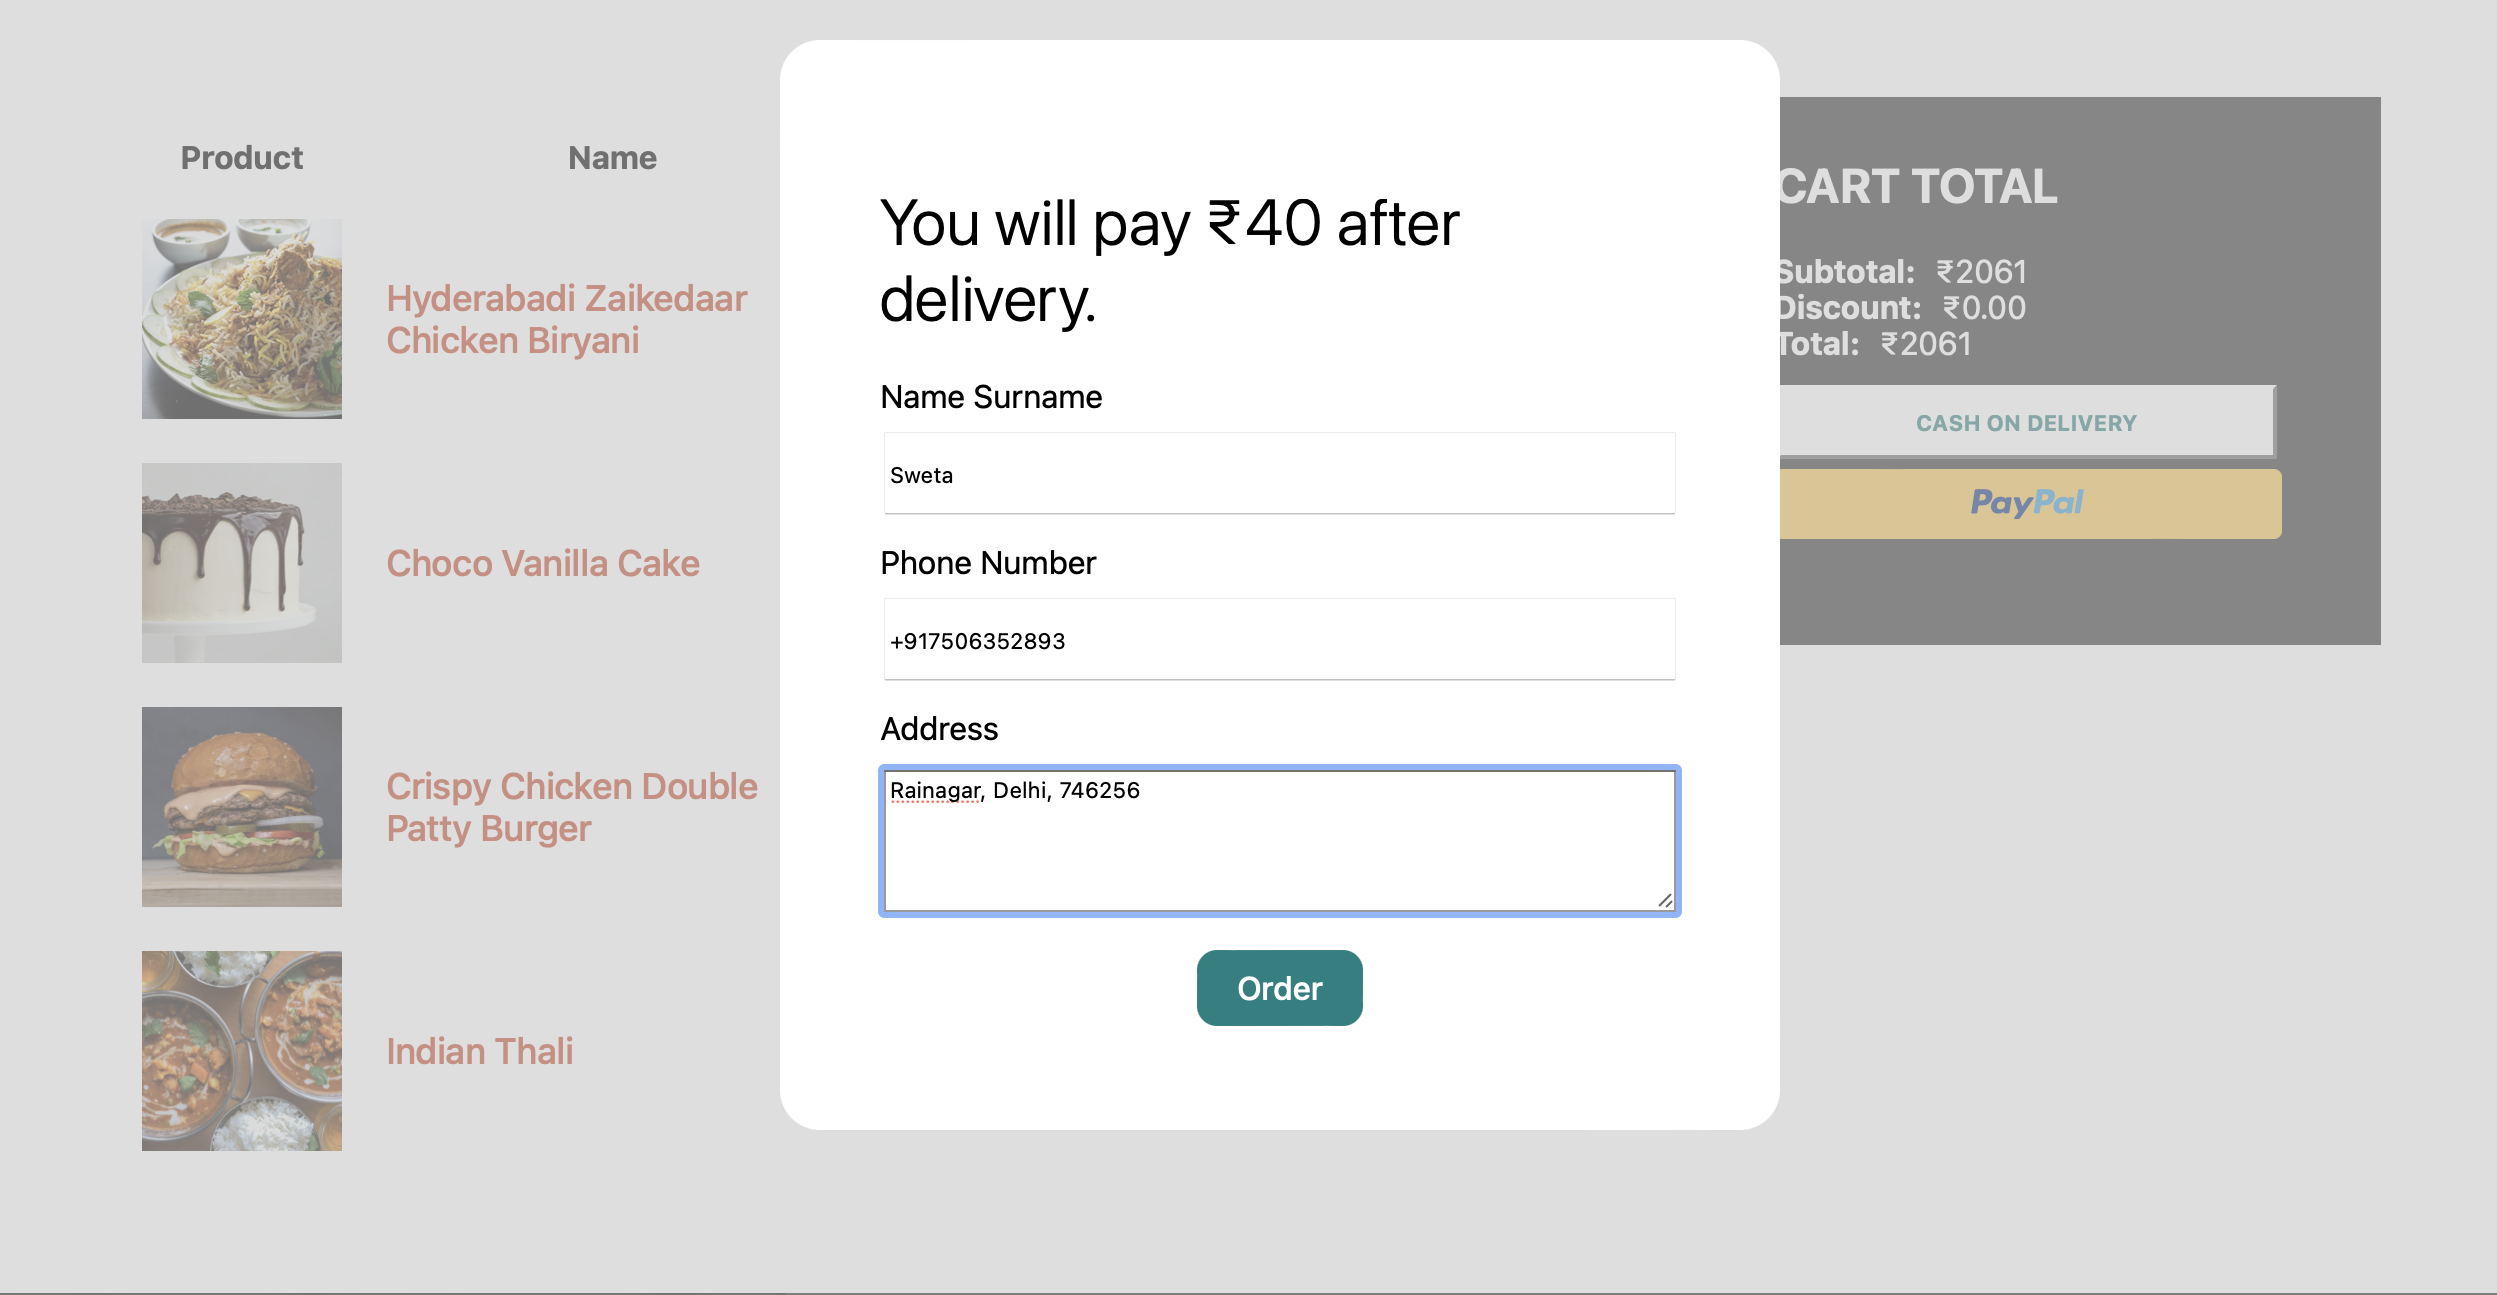 Product
Name
Hyderabadi Zaikedaar
Chicken Biryani
Choco Vanilla Cake
Crispy Chicken Double
Patty Burger
Indian Thali
You will pay ₹40 after
delivery.
Name Surname
Sweta
Phone Number
+917506352893
Address
Rainagar, Delhi, 746256
Order
CART TOTAL
Subtotal: ₹2061
Discount: ₹0.00
Total: ₹2061
CASH ON DELIVERY
PayPal